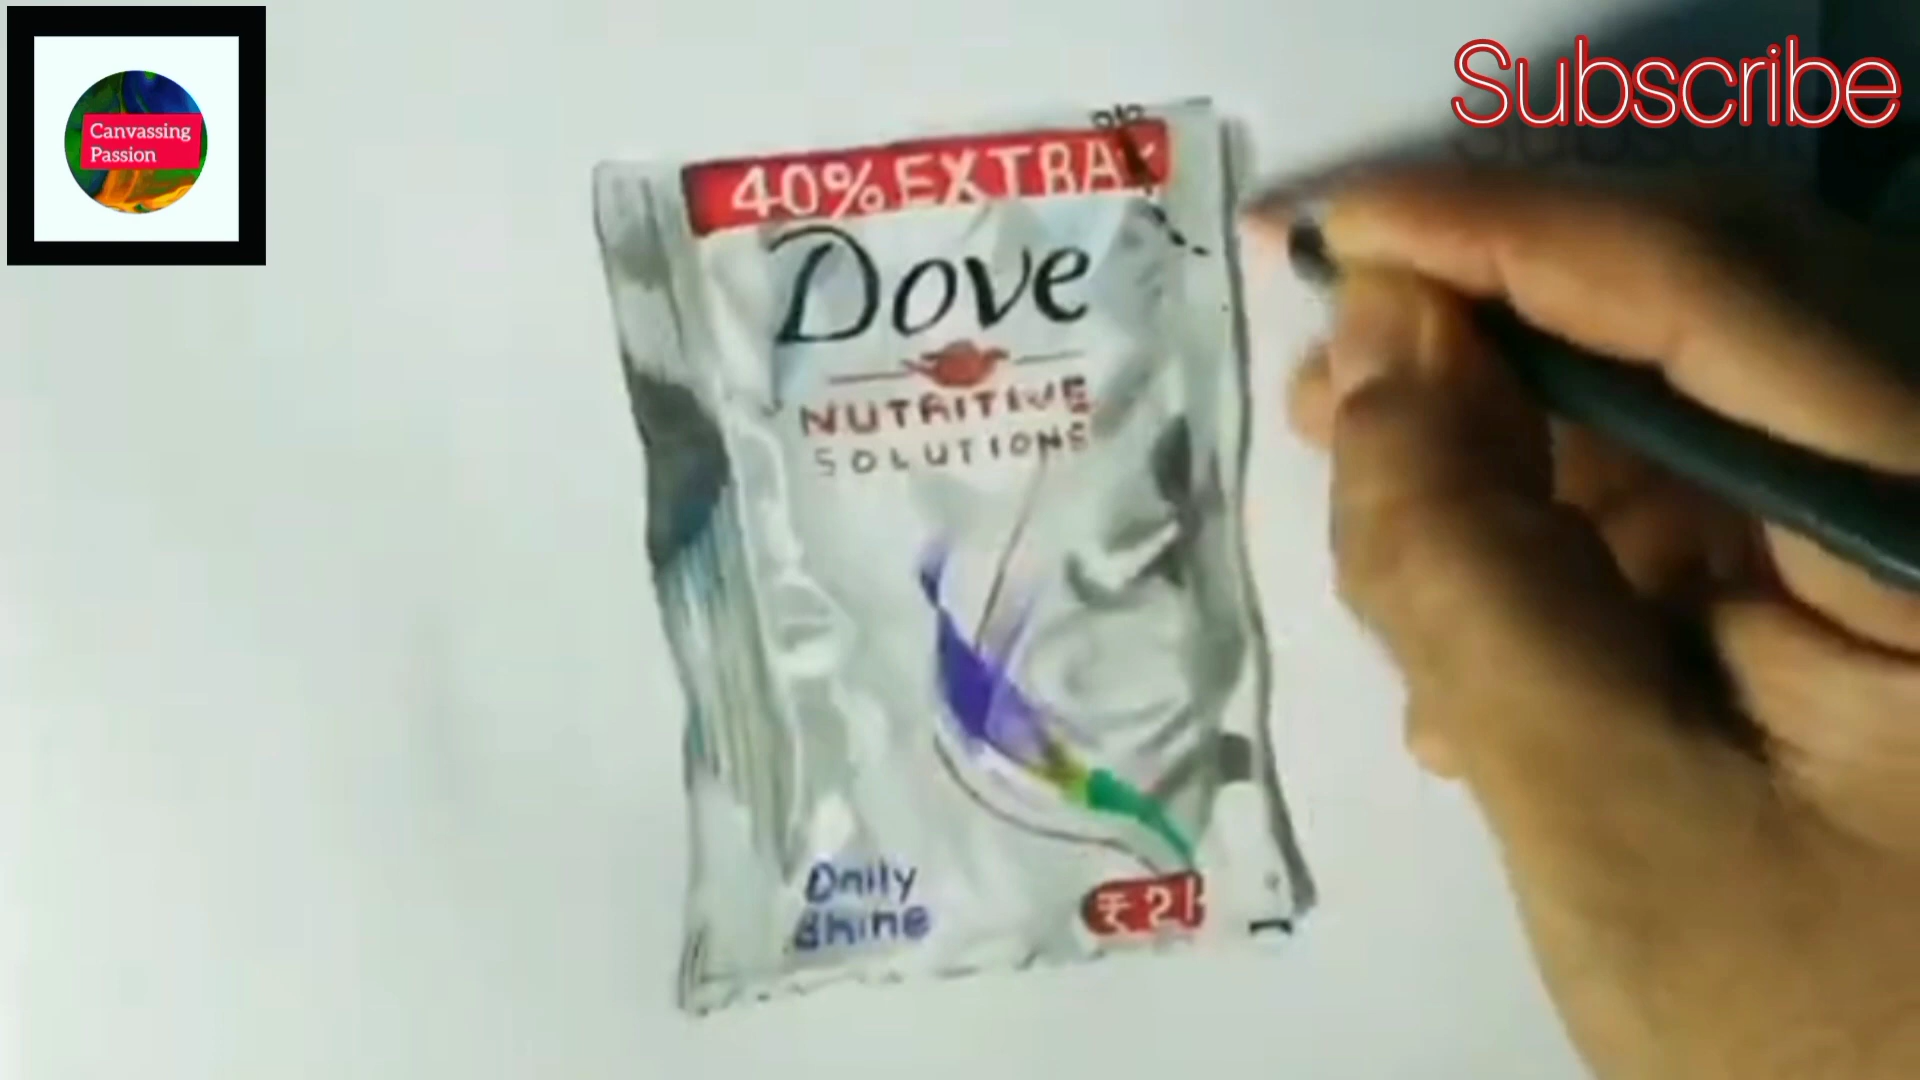 Canvassing
Passion
Subscribe
40% EXTRA
Dove
NUTRITIVE
SOLUTIONS
Daily
Shine
₹2/-